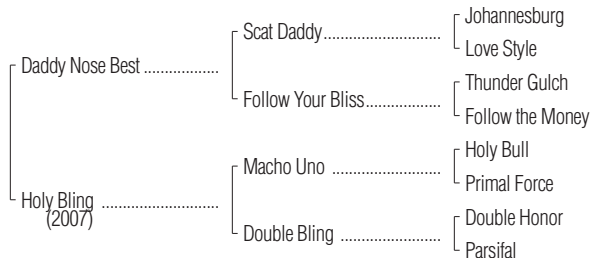 Johannesburg
Scat Daddy
Love Style
Daddy Nose Best
Thunder Gulch
Follow Your Bliss
Follow the Money
Holy Bull
Macho Uno
Primal Force
Holy Bling
(2007)
Double Honor
Double Bling
Parsifal